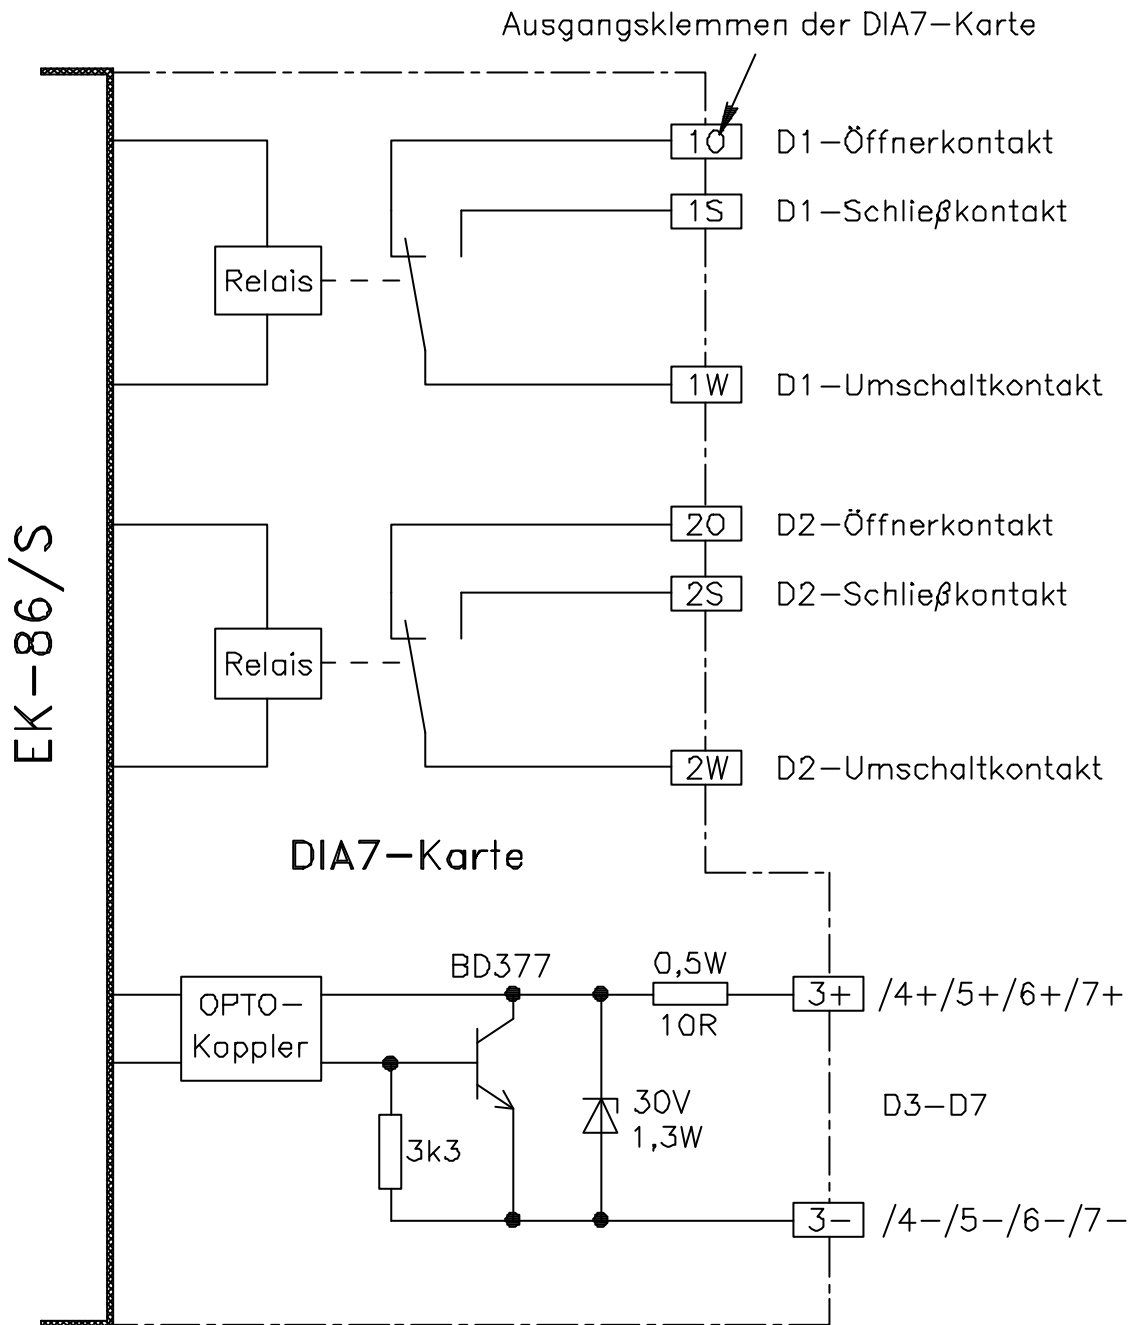 Ausgangsklemmen der DIA7-Karte
1O D1-Öffnerkontakt
1S D1-Schließkontakt
Relais
1W D1-Umschaltkontakt
2O D2-Öffnerkontakt
2S D2-Schließkontakt
EK-86/S
Relais
2W D2-Umschaltkontakt
DIA7-Karte
BD377
0,5W
OPTO-
Koppler
10R
3+ /4+/5+/6+/7+
30V
1,3W
D3-D7
3k3
3- /4-/5-/6-/7-